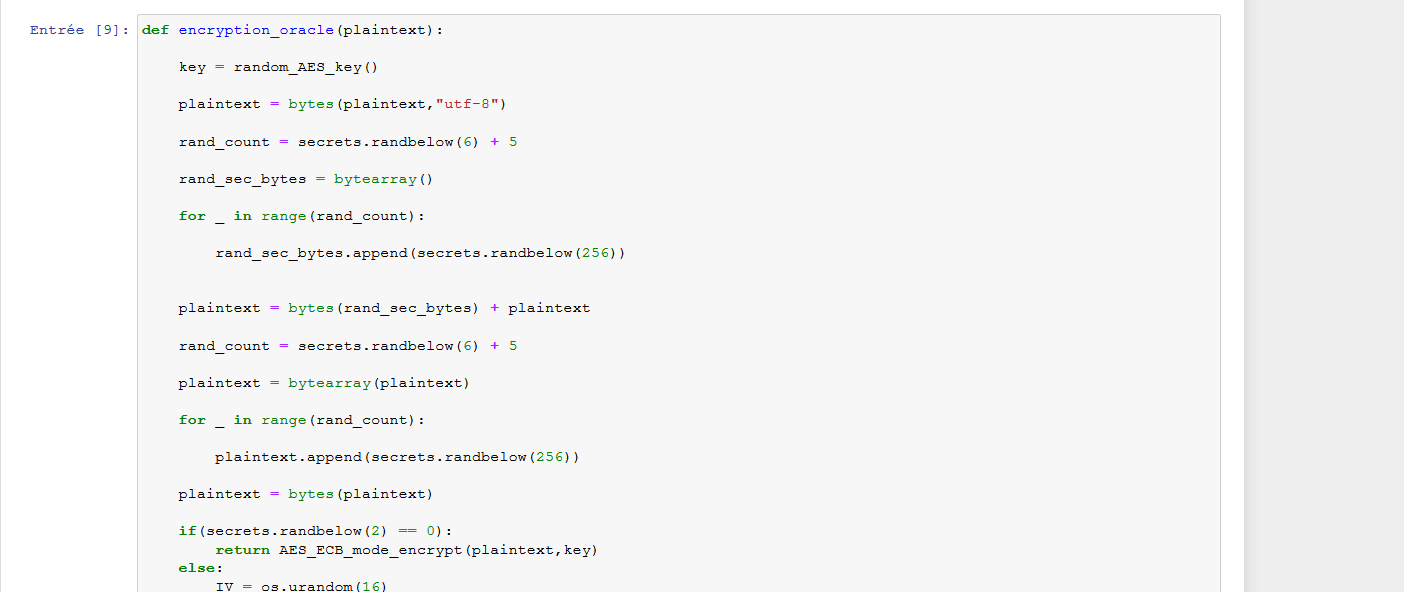 Entrée [9]: def encryption_oracle(plaintext):
key = random_AES_key()
plaintext = bytes(plaintext,"utf-8")
rand_count = secrets.randbelow(6) + 5
rand_sec_bytes = bytearray()
for _ in range(rand_count):
rand_sec_bytes.append(secrets.randbelow(256))
plaintext = bytes(rand_sec_bytes) + plaintext
rand_count = secrets.randbelow(6) + 5
plaintext = bytearray(plaintext)
for _ in range(rand_count):
plaintext.append(secrets.randbelow(256))
plaintext = bytes(plaintext)
if(secrets.randbelow(2) == 0):
return AES_ECB_mode_encrypt(plaintext,key)
else:
IV = os.urandom(16)